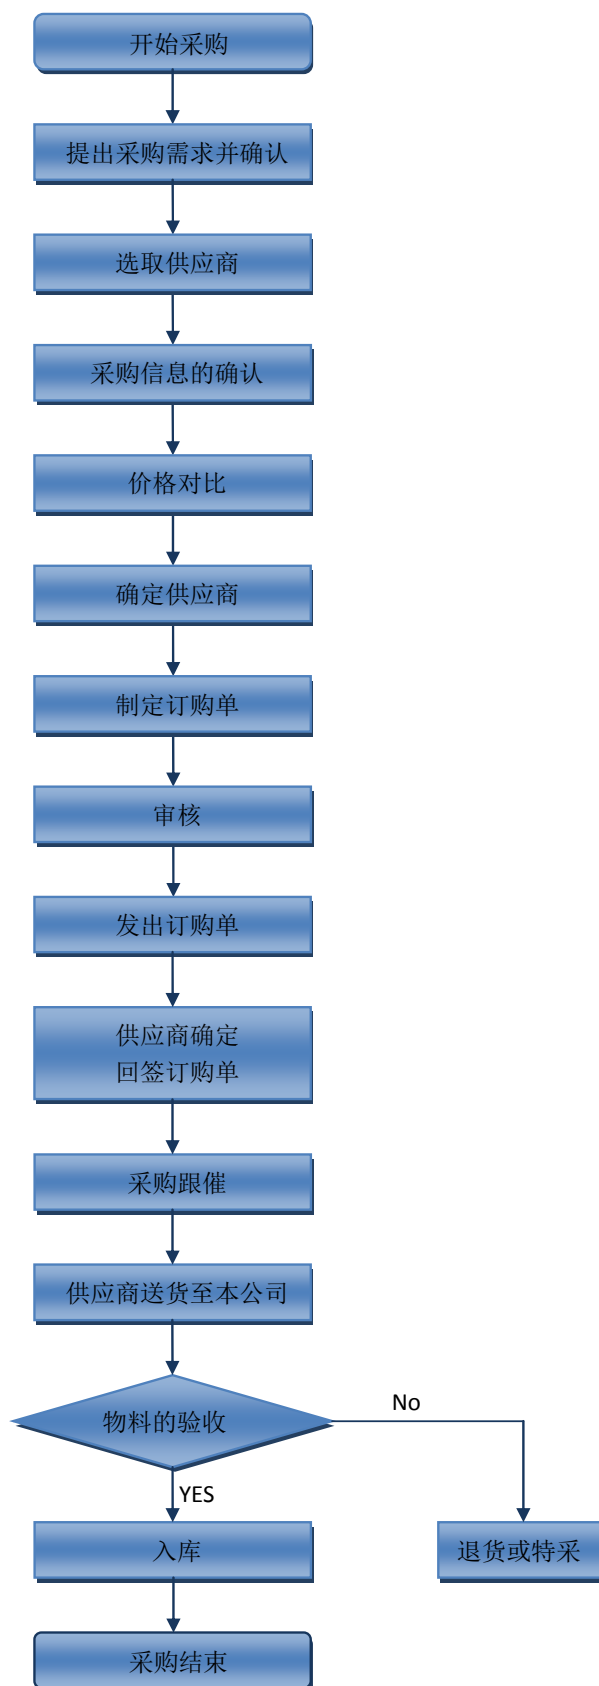 开始采购
提出采购需求并确认
选取供应商
采购信息的确认
价格对比
确定供应商
制定订购单
审核
发出订购单
供应商确定
回签订购单
采购跟催
供应商送货至本公司
物料的验收
No
YES
入库
退货或特采
采购结束